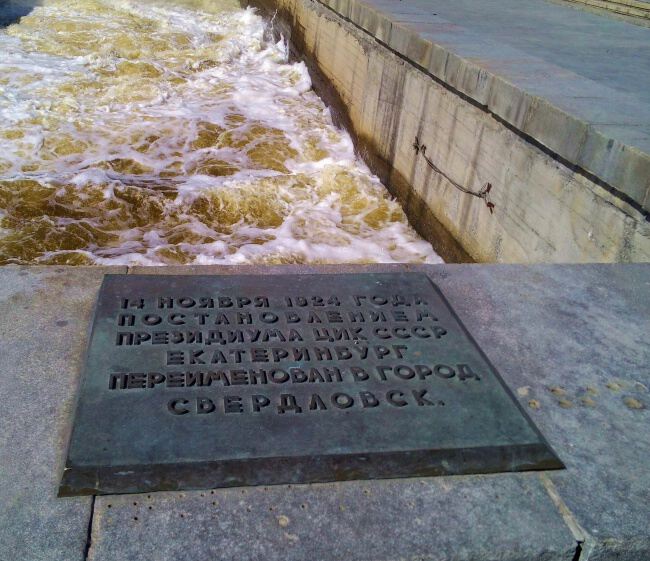 14 НОЯБРЯ 1924 ГОДА
ПОСТАНОВЛЕНИЕМ
ПРЕЗИДИУМА ЦИК СССР
ЕКАТЕРИНБУРГ
ПЕРЕИМЕНОВАН В ГОРОД
СВЕРДЛОВСК.